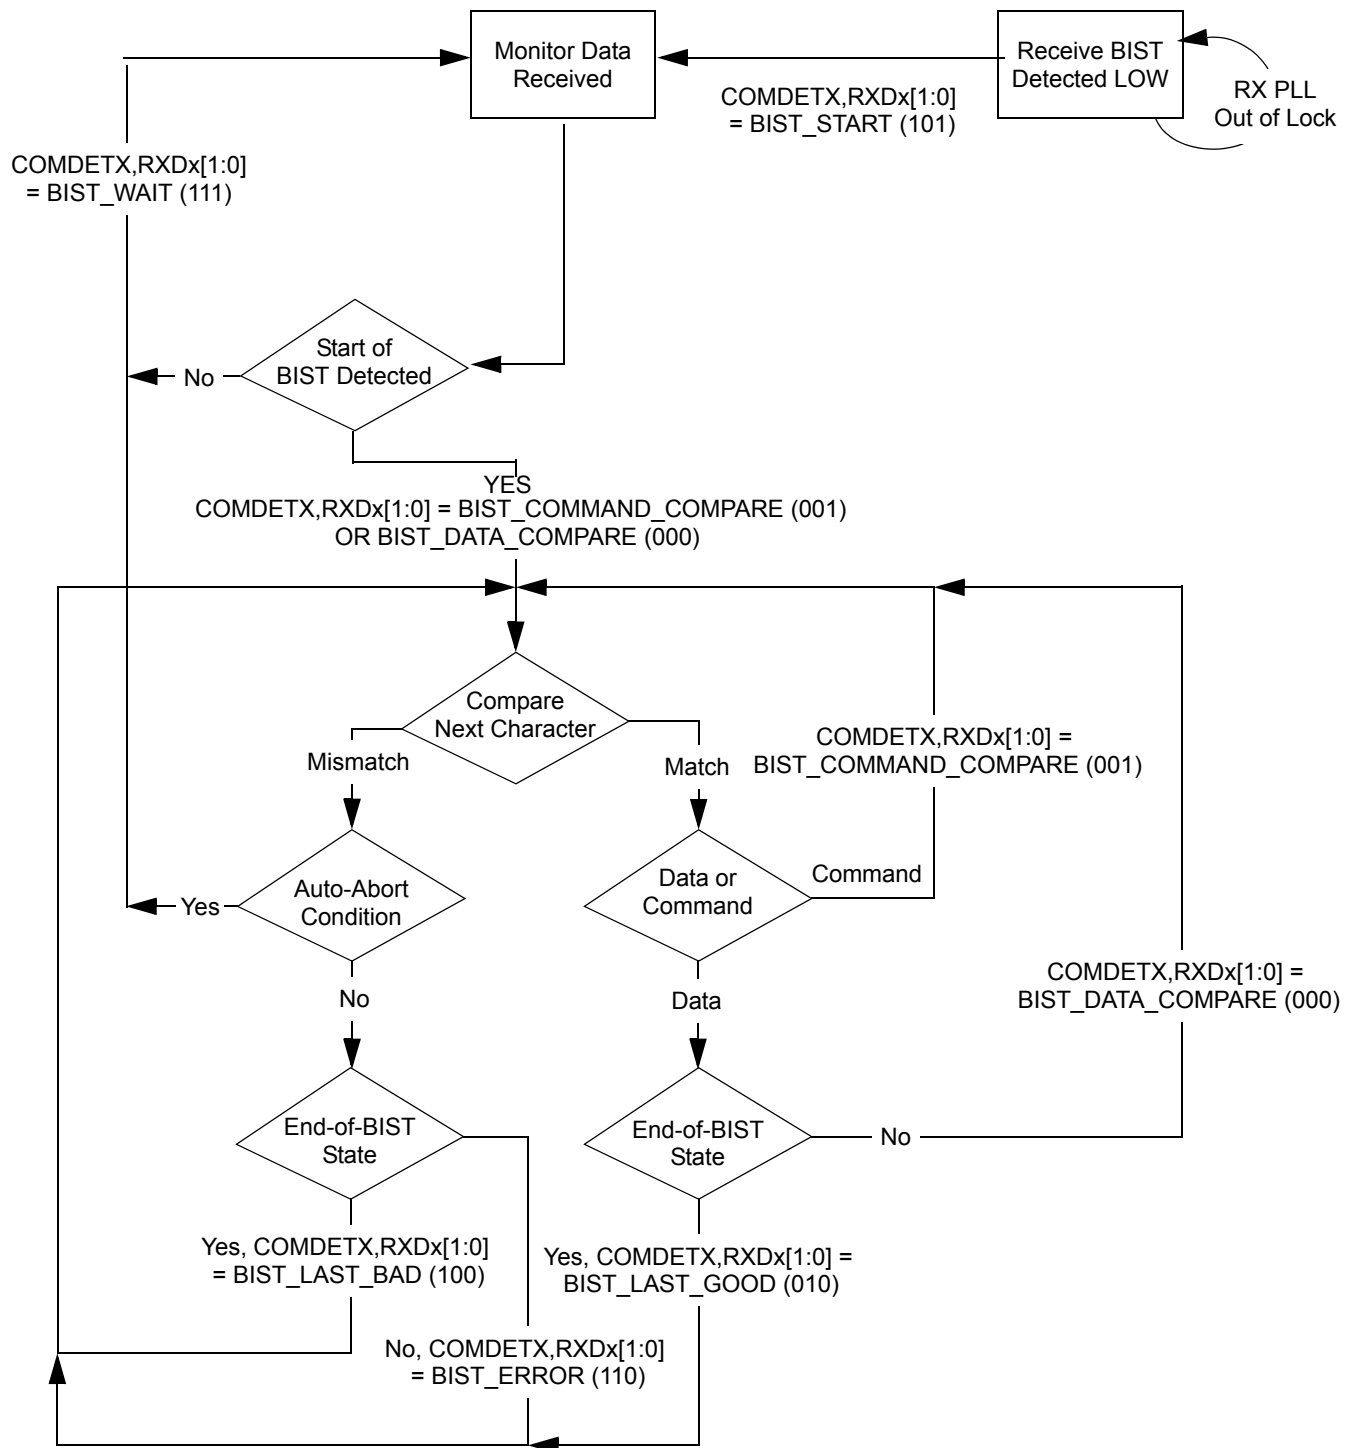 Monitor Data
Received
Receive BIST
Detected LOW
RX PLL
Out of Lock
COMDETX,RXDx[1:0]
= BIST_START (101)
COMDETX,RXDx[1:0]
= BIST_WAIT (111)
Start of
BIST Detected
No
YES
COMDETX,RXDx[1:0] = BIST_COMMAND_COMPARE (001)
OR BIST_DATA_COMPARE (000)
Compare
Next Character
Mismatch
Match
COMDETX,RXDx[1:0] =
BIST_COMMAND_COMPARE (001)
Auto-Abort
Condition
Yes
Data or
Command
Command
No
Data
COMDETX,RXDx[1:0] =
BIST_DATA_COMPARE (000)
End-of-BIST
State
End-of-BIST
State
No
Yes, COMDETX,RXDx[1:0]
= BIST_LAST_BAD (100)
Yes, COMDETX,RXDx[1:0] =
BIST_LAST_GOOD (010)
No, COMDETX,RXDx[1:0]
= BIST_ERROR (110)